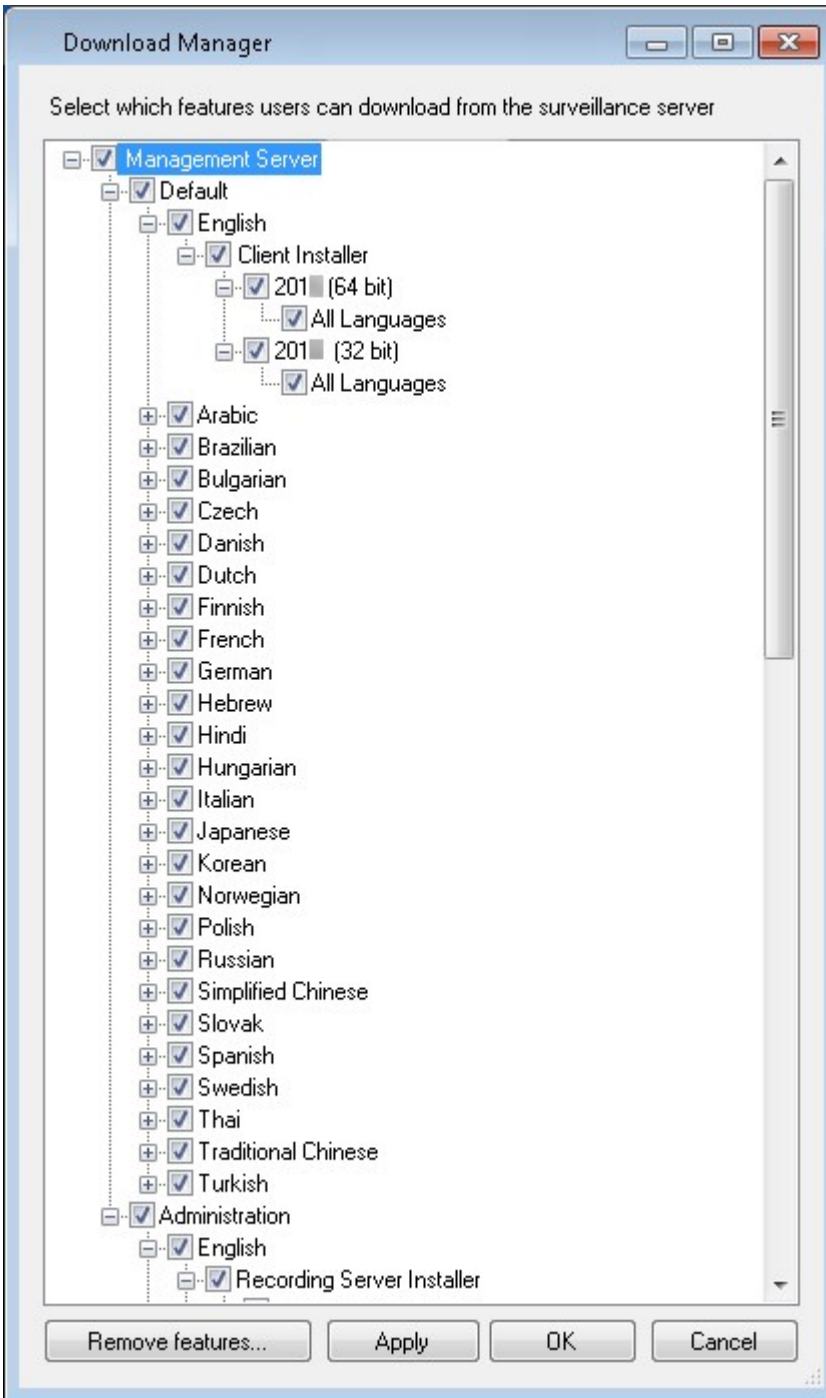 Download Manager
Select which features users can download from the surveillance server
Management Server
Default
English
Client Installer
201 (64 bit)
All Languages
201 (32 bit)
All Languages
Arabic
Brazilian
Bulgarian
Czech
Danish
Dutch
Finnish
French
German
Hebrew
Hindi
Hungarian
Italian
Japanese
Korean
Norwegian
Polish
Russian
Simplified Chinese
Slovak
Spanish
Swedish
Thai
Traditional Chinese
Turkish
Administration
English
Recording Server Installer
Remove features... Apply OK Cancel